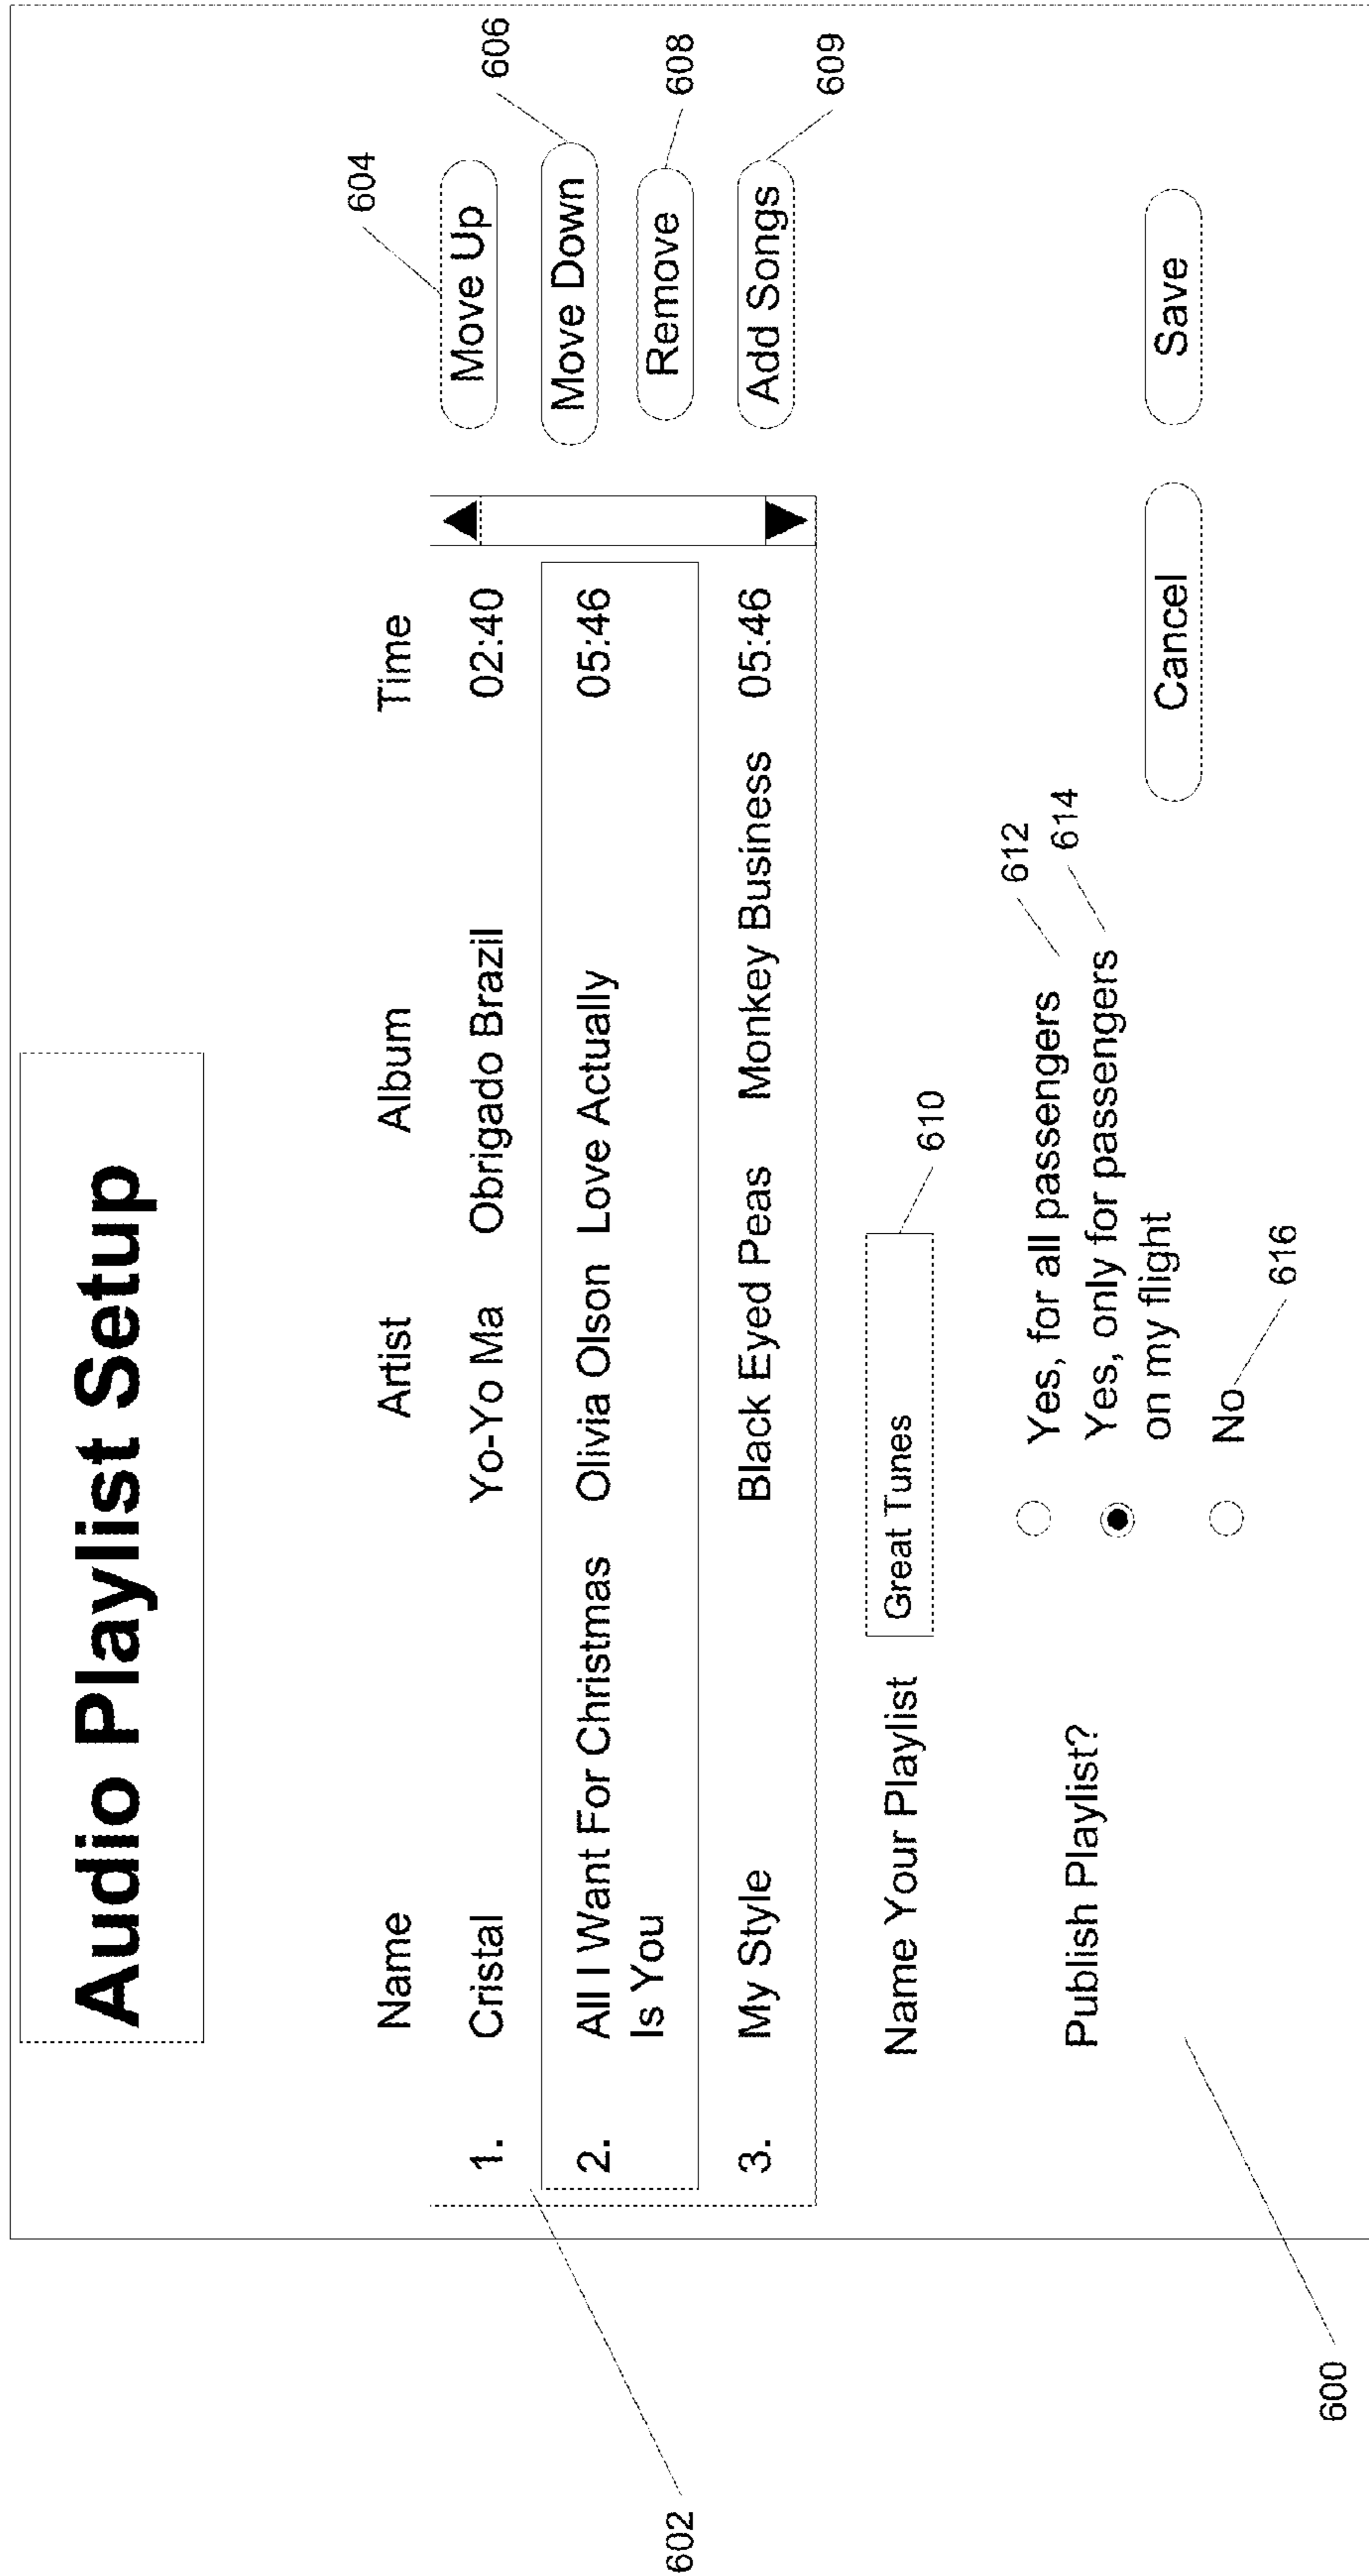 Audio Playlist Setup
604
Name Artist Album Time
606
1. Cristal Yo-Yo Ma Obrigado Brazil 02:40 Move Up
2. All I Want For Christmas Olivia Olson Love Actually 05:46 Move Down
Is You
608
Remove
602
3. My Style Black Eyed Peas Monkey Business 05:46 Add Songs
609
Name Your Playlist Great Tunes
610
612
Yes, for all passengers
614
Publish Playlist? Yes, only for passengers
on my flight
Cancel Save
No
616
600